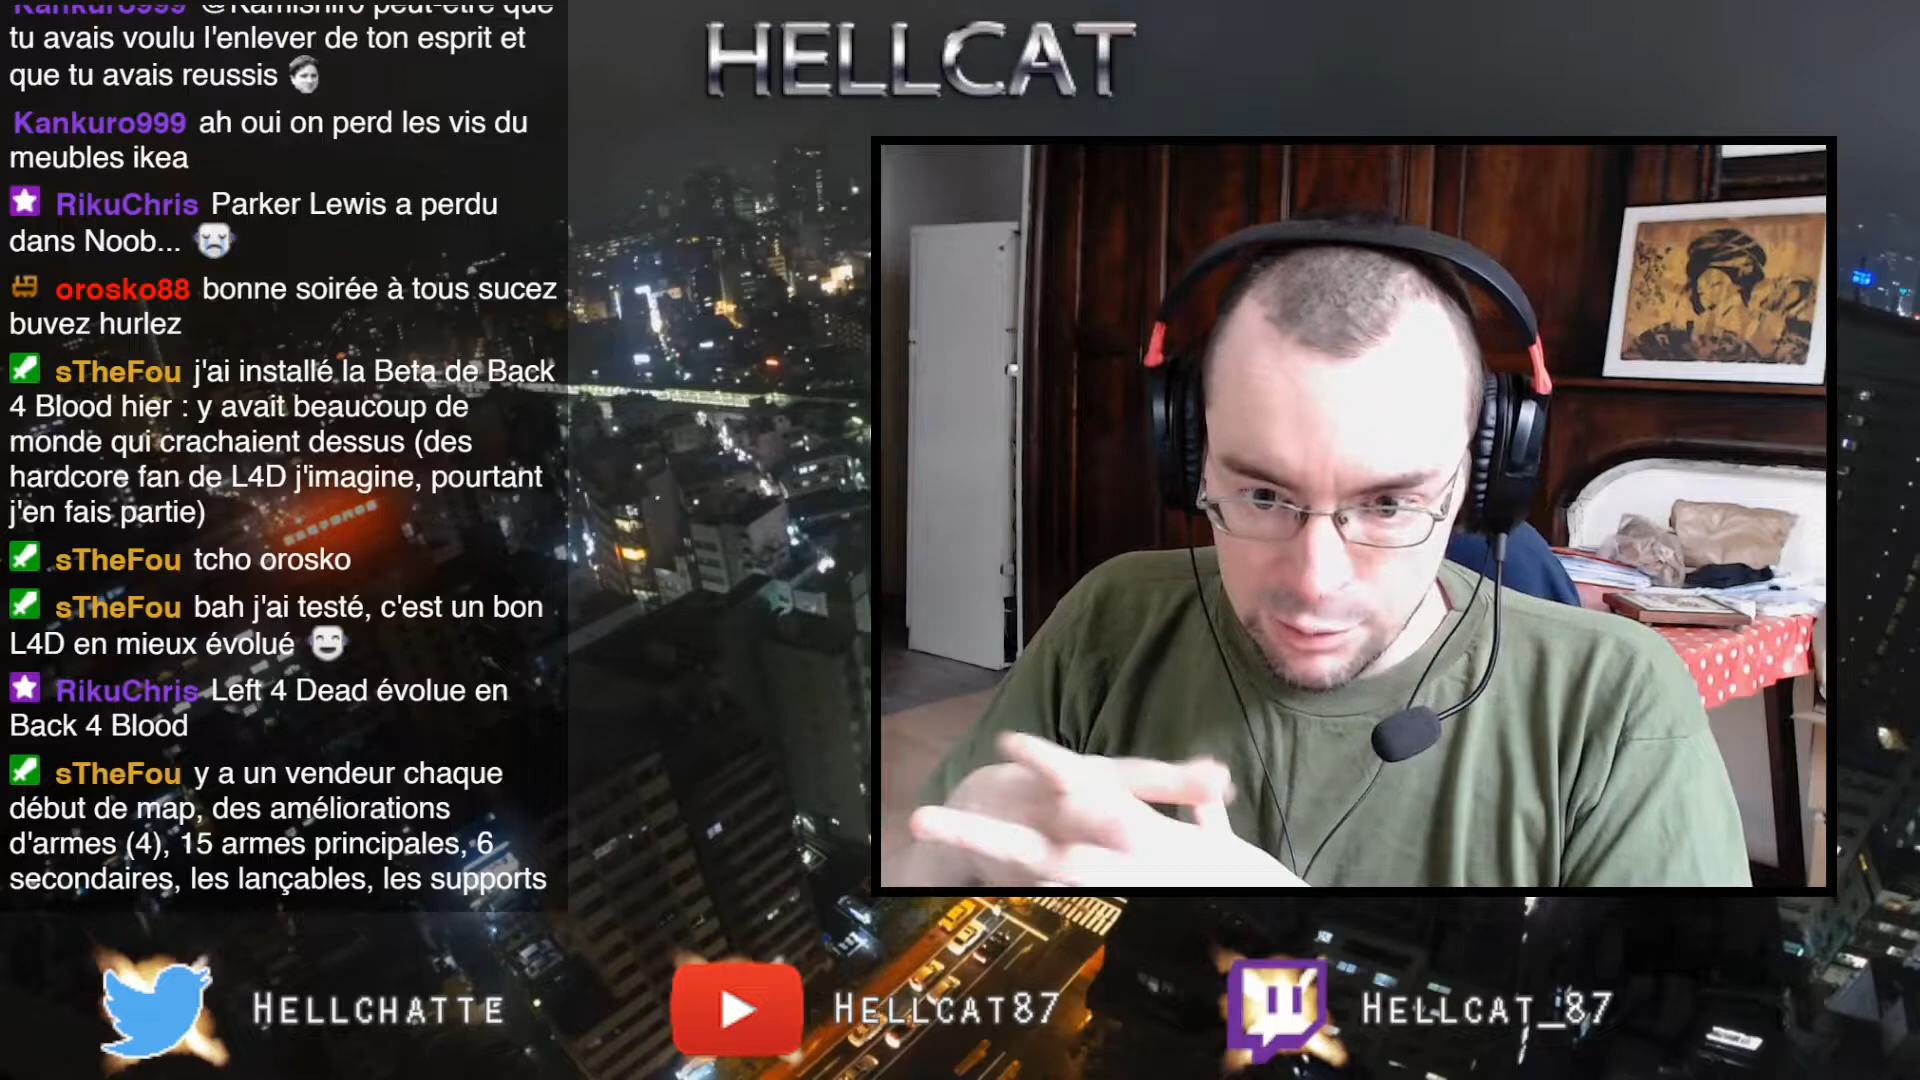 Kankuro999 @Kamishiro peut-être que
tu avais voulu l'enlever de ton esprit et
que tu avais reussis
Kankuro999 ah oui on perd les vis du
meubles ikea
RikuChris Parker Lewis a perdu
dans Noob...
orosko88 bonne soirée à tous sucez
buvez hurlez
sTheFou j'ai installé la Beta de Back
4 Blood hier : y avait beaucoup de
monde qui crachaient dessus (des
hardcore fan de L4D j'imagine, pourtant
j'en fais partie)
sTheFou tcho orosko
sTheFou bah j'ai testé, c'est un bon
L4D en mieux évolué
RikuChris Left 4 Dead évolue en
Back 4 Blood
sTheFou y a un vendeur chaque
début de map, des améliorations
d'armes (4), 15 armes principales, 6
secondaires, les lançables, les supports
HELLCAT
HELLCHATTE
HELLCAT87
HELLCAT_87